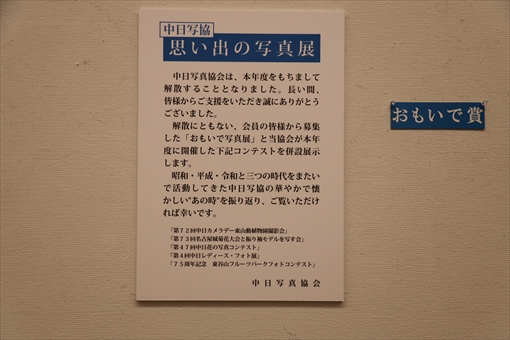 中日写協
思い出の写真展
中日写真協会は、本年度をもちまして
解散することとなりました。長い間、
皆様からご支援をいただき誠にありがとう
ございました。
解散にともない、会員の皆様から募集
した「おもいで写真展」と当協会が本年
度に開催した下記コンテストを併設展示
します。
昭和・平成・令和と三つの時代をまたい
で活動してきた中日写協の華やかで懐
かしい"あの時"を振り返り、ご覧いただけ
れば幸いです。
「第７２回中日カメラデー東山動植物園撮影会」
「第７３回名古屋城菊花大会と振り袖モデルを写す会」
「第４７回中日花の写真コンテスト」
「第4回中日レディース・フォト展」
「７５周年記念　東谷山フルーツパークフォトコンテスト」
中日写真協会
おもいで賞